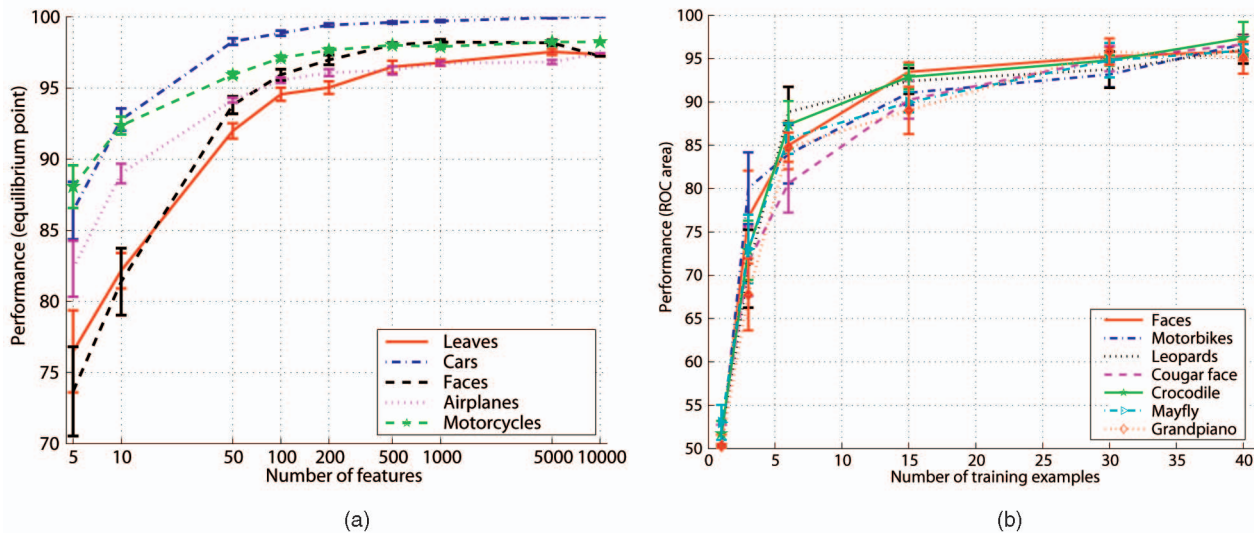 Performance (equilibrium point)
100
95
90
85
80
75
70
5 10 50 100 200 500 1000 5000 10000
Number of features
Leaves
Cars
Faces
Airplanes
Motorcycles
(a)
Performance (ROC area)
100
95
90
85
80
75
70
65
60
55
50
0 5 10 15 20 25 30 35 40
Number of training examples
Faces
Motorbikes
Leopards
Cougar face
Crocodile
Mayfly
Grandpiano
(b)